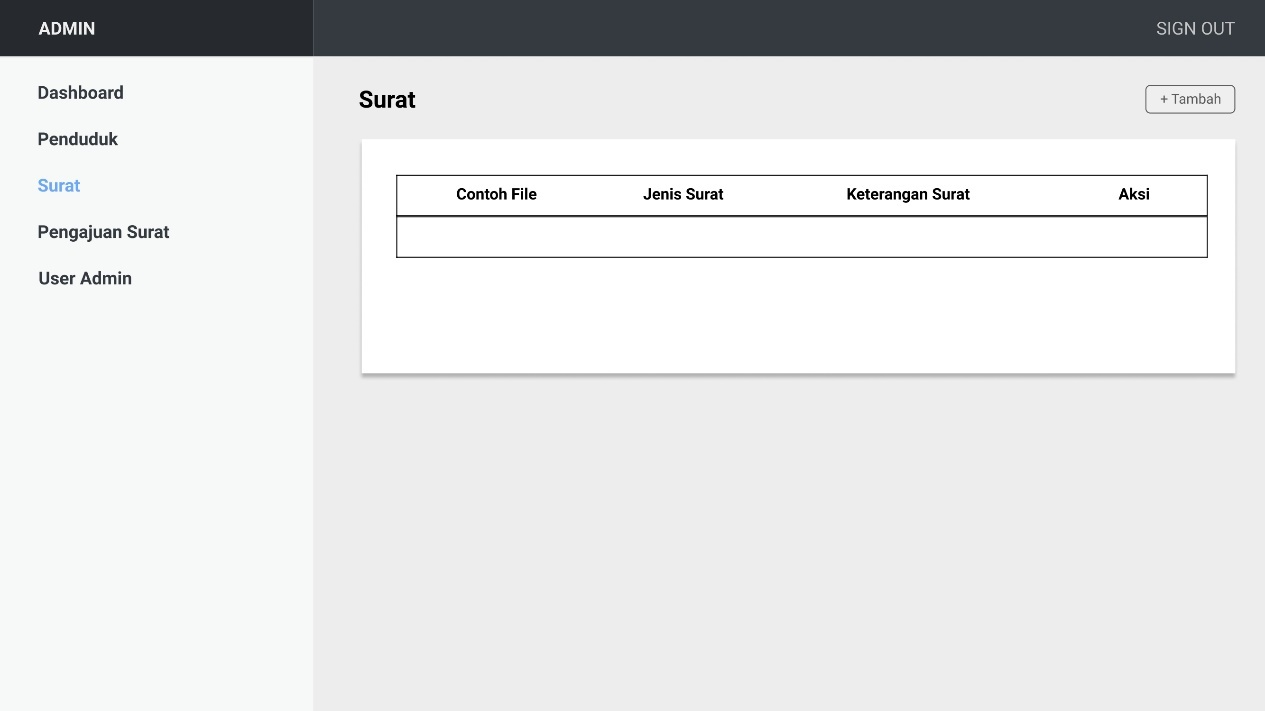 ADMIN
SIGN OUT
Dashboard
Penduduk
Surat
Pengajuan Surat
User Admin
Surat
+ Tambah
Contoh File Jenis Surat Keterangan Surat Aksi